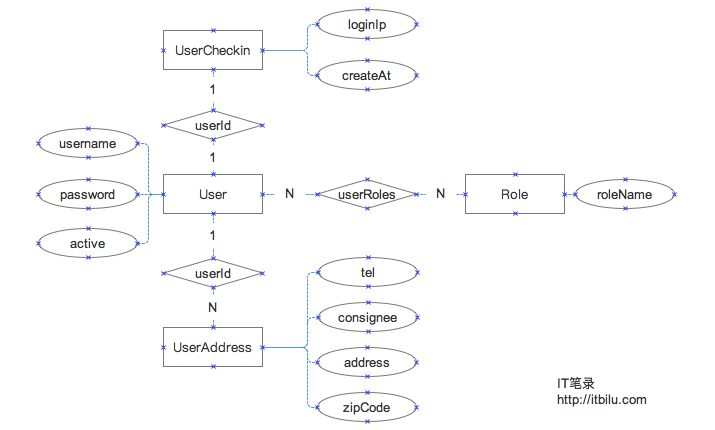 loginIp
UserCheckin
createAt
1
userId
username
1
password
User
N
userRoles
N
Role
roleName
active
1
userId
tel
N
consignee
UserAddress
address
zipCode
IT笔录
http://itbilu.com